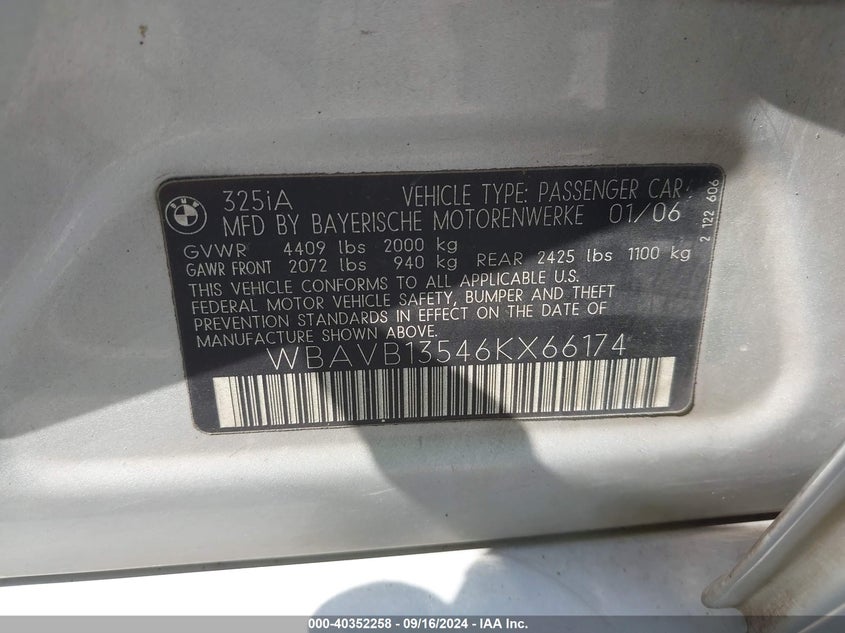 BMW
325iA VEHICLE TYPE: PASSENGER CAR
MFD BY BAYERISCHE MOTORENWERKE 01/06
GVWR 4409 lbs 2000 kg
GAWR FRONT 2072 lbs 940 kg REAR 2425 lbs 1100 kg
THIS VEHICLE CONFORMS TO ALL APPLICABLE U.S.
FEDERAL MOTOR VEHICLE SAFETY, BUMPER AND THEFT
PREVENTION STANDARDS IN EFFECT ON THE DATE OF
MANUFACTURE SHOWN ABOVE.
WBAVB13546KX66174
2 122 606
000-40352258 - 09/16/2024 - IAA Inc.